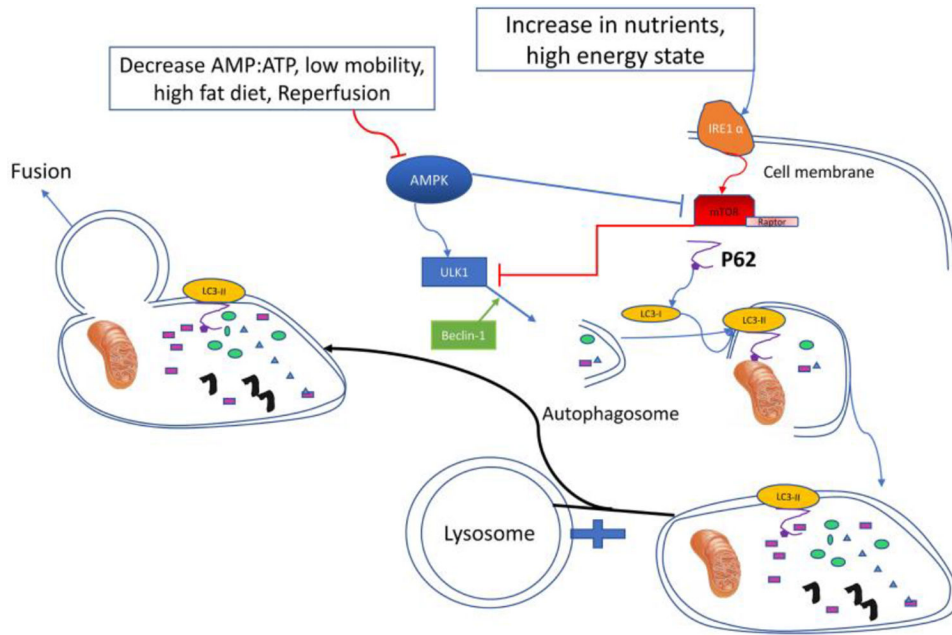 Increase in nutrients,
high energy state
Decrease AMP:ATP, low mobility,
high fat diet, Reperfusion
IRE1 α
Cell membrane
Fusion
AMPK
mTOR
Raptor
P62
ULK1
LC3-II
LC3-I
LC3-II
Beclin-1
Autophagosome
LC3-II
Lysosome